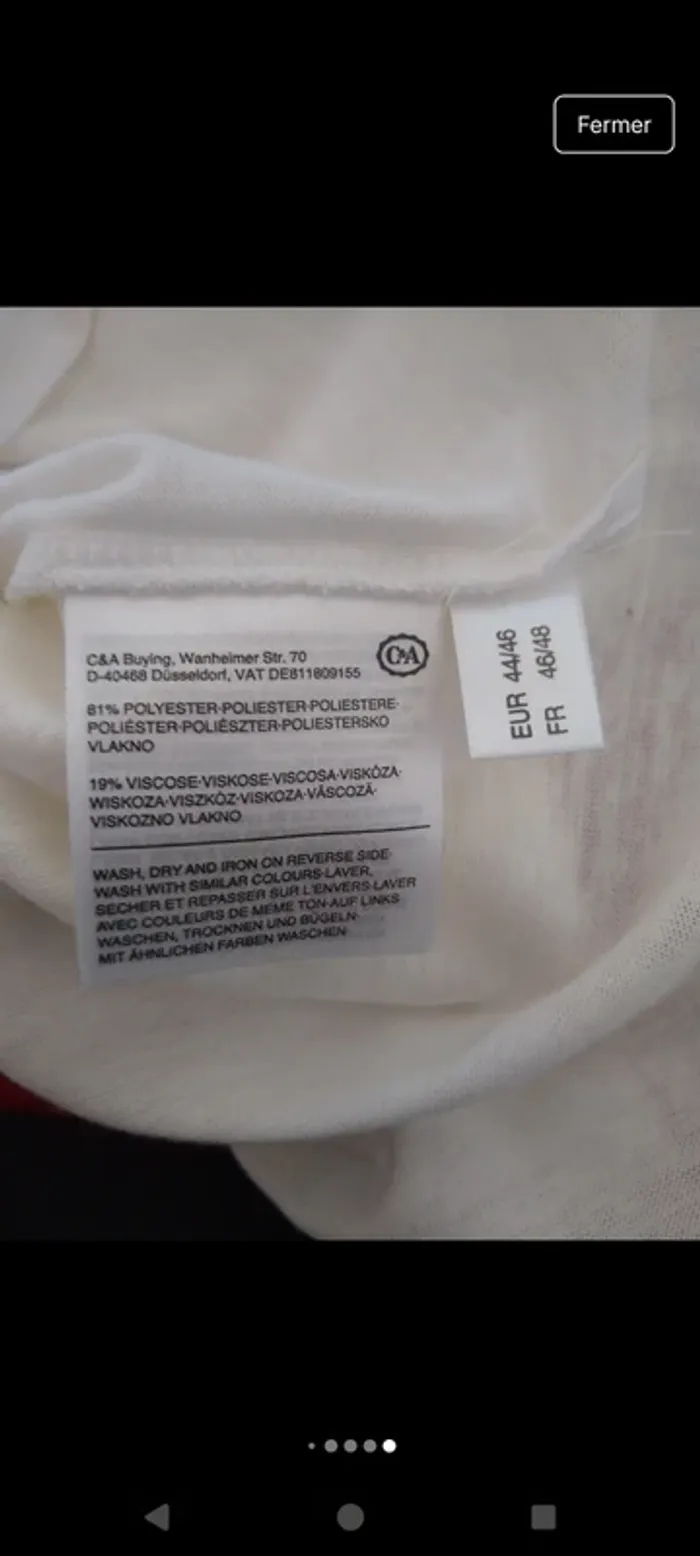 Fermer
C&A Buying, Wanheimer Str. 70
D-40468 Düsseldorf, VAT DE811809155
C&A
81% POLYESTER·POLIESTER·POLIESTERE·
POLIÉSTER·POLIÉSZTER·POLIESTERSKO
VLAKNO
19% VISCOSE·VISKOSE·VISCOSA·VISKÓZA·
WISKOZA·VISZKÓZ·VISKOZA·VÂSCOZĂ·
VISKOZNO VLAKNO
WASH, DRY AND IRON ON REVERSE SIDE·
WASH WITH SIMILAR COLOURS·LAVER,
SECHER ET REPASSER SUR L'ENVERS·LAVER
AVEC COULEURS DE MEME TON·AUF LINKS
WASCHEN, TROCKNEN UND BÜGELN·
MIT ÄHNLICHEN FARBEN WASCHEN
EUR 44/46
FR 46/48